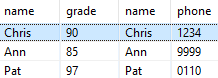 name grade name phone
Chris 90 Chris 1234
Ann 85 Ann 9999
Pat 97 Pat 0110